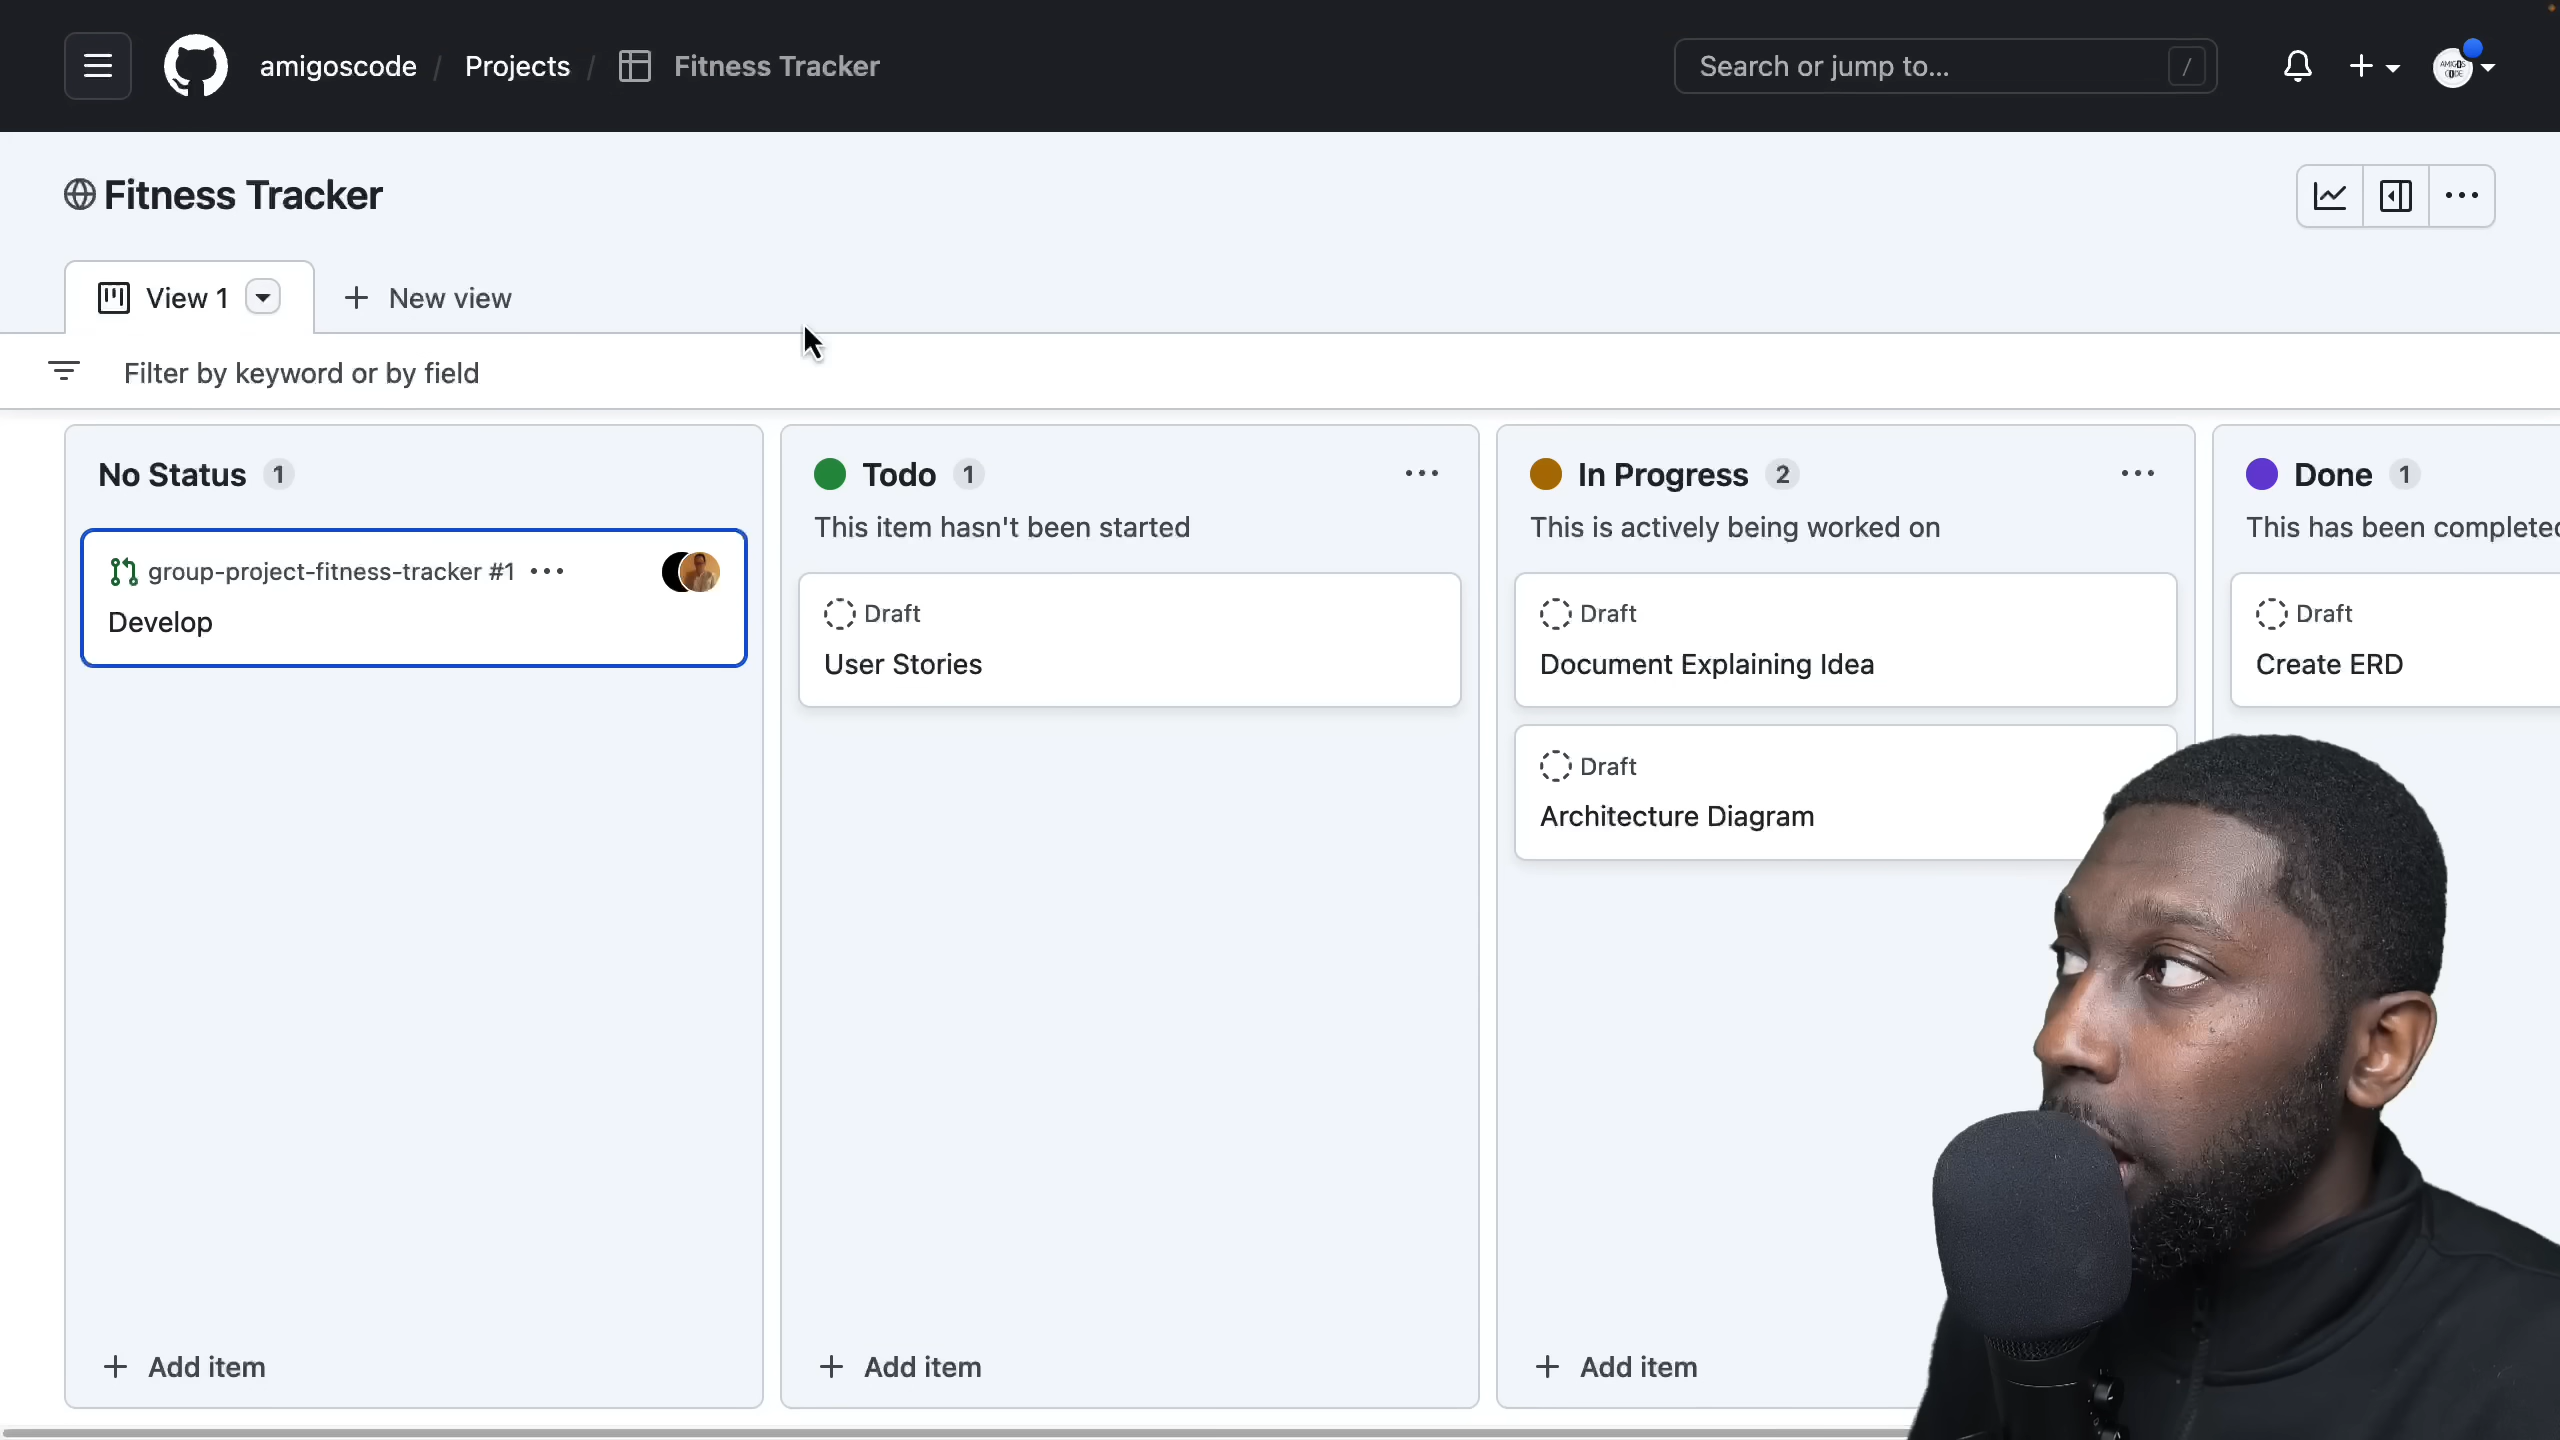 amigoscode / Projects / Fitness Tracker
Search or jump to...
/
AMIGOS
CODE
Fitness Tracker
View 1
New view
Filter by keyword or by field
No Status 1
group-project-fitness-tracker #1
Develop
Add item
Todo 1
This item hasn't been started
Draft
User Stories
Add item
In Progress 2
This is actively being worked on
Draft
Document Explaining Idea
Draft
Architecture Diagram
Add item
Done 1
This has been complete
Draft
Create ERD